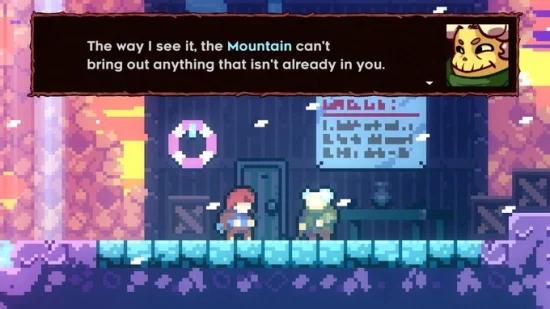 The way I see it, the Mountain can't
bring out anything that isn't already in you.